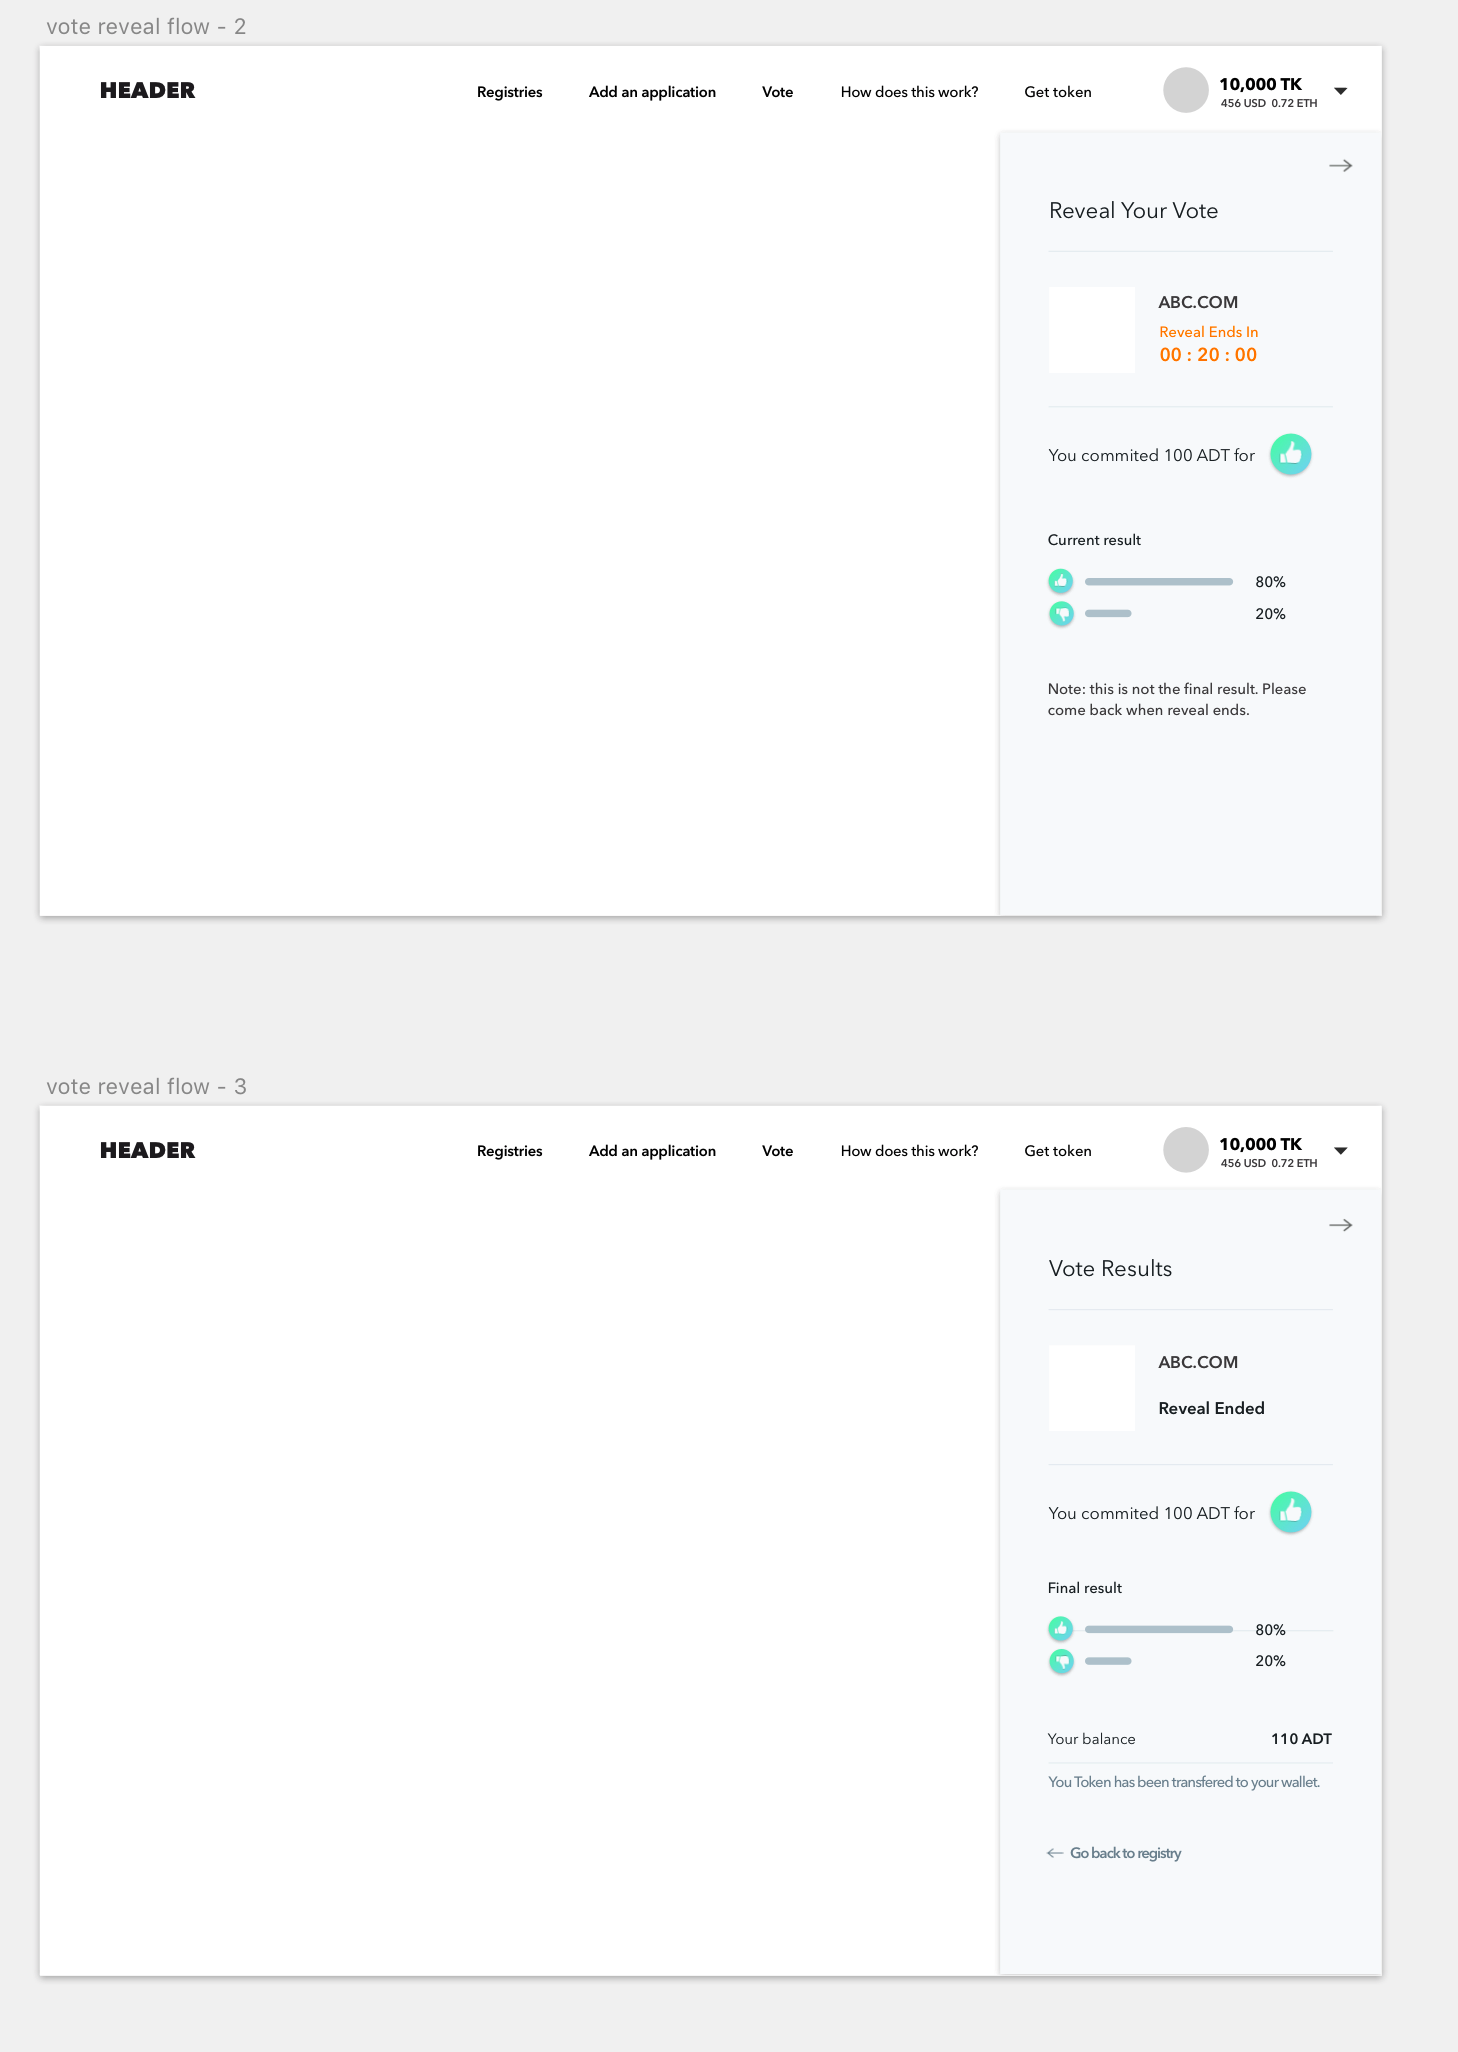 vote reveal flow - 2
HEADER
Registries
Add an application
Vote
How does this work?
Get token
10,000 TK
456 USD 0.72 ETH
Reveal Your Vote
ABC.COM
Reveal Ends In
00 : 20 : 00
You commited 100 ADT for
Current result
80%
20%
Note: this is not the final result. Please
come back when reveal ends.
vote reveal flow - 3
HEADER
Registries
Add an application
Vote
How does this work?
Get token
10,000 TK
456 USD 0.72 ETH
Vote Results
ABC.COM
Reveal Ended
You commited 100 ADT for
Final result
80%
20%
Your balance 110 ADT
You Token has been transfered to your wallet.
Go back to registry